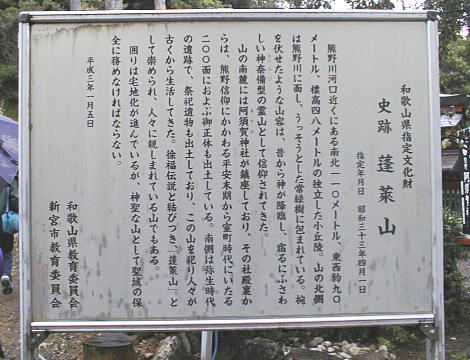 和歌山県指定文化財
史跡 蓬莱山
指定年月日 昭和三十三年四月一日
熊野川河口近くにある南北一一〇メートル、東西約九〇
メートル、標高四八メートルの独立した小丘陵。山の北側
は熊野川に面し、うっそうとした常緑樹に包まれている。椀
を伏せたような山容は、昔から神が降臨し、宿るにふさわ
しい神奈備型の霊山として信仰されてきた。
山の南麓には阿須賀神社が鎮座しており、その社殿裏か
らは、熊野信仰にかかわる平安末期から室町時代にいたる
二〇〇面におよぶ御正体も出土している。南側は弥生時代
の遺跡で、祭祀遺物も出土しており、この山を祀り人々が
古くから生活してきた。徐福伝説と結びつき「蓬莱山」と
して崇められ、人々に親しまれている山でもある。
囲りは宅地化が進んでいるが、神聖な山として聖域の保
全に務めなければならない。
平成三年一月五日
和歌山県教育委員会
新宮市教育委員会